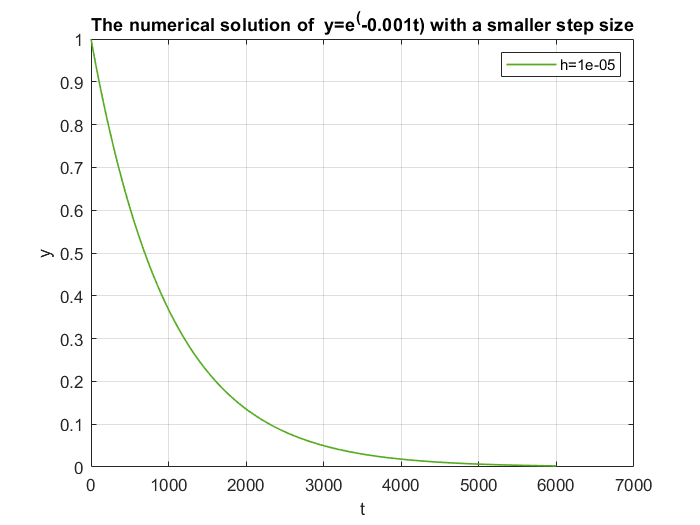 The numerical solution of  y=e(-0.001t) with a smaller step size
h=1e-05
1
0.9
0.8
0.7
0.6
0.5
0.4
0.3
0.2
0.1
0
y
0 1000 2000 3000 4000 5000 6000 7000
t